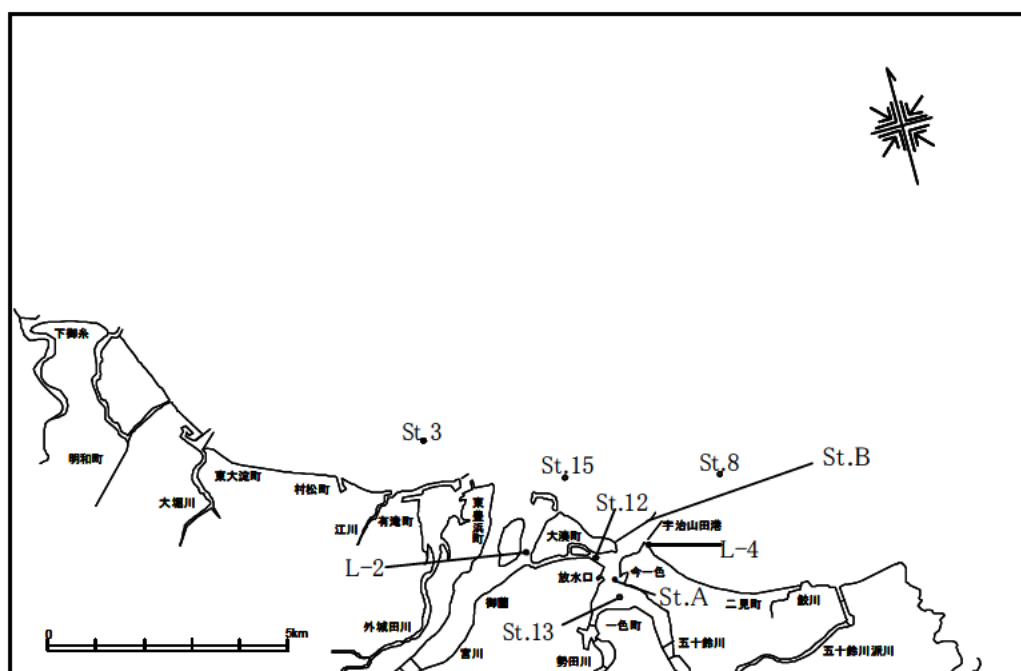 下御糸
St.3
St.15
St.8
St.B
明和町
東大淀町
大堀川
村松町
江川
有滝町
東豊浜町
St.12
大湊町
宇治山田港
L-2
L-4
放水口
今一色
御薗
St.A
二見町
鮫川
St.13
一色町
外城田川
宮川
勢田川
五十鈴川
五十鈴川派川
0
5km